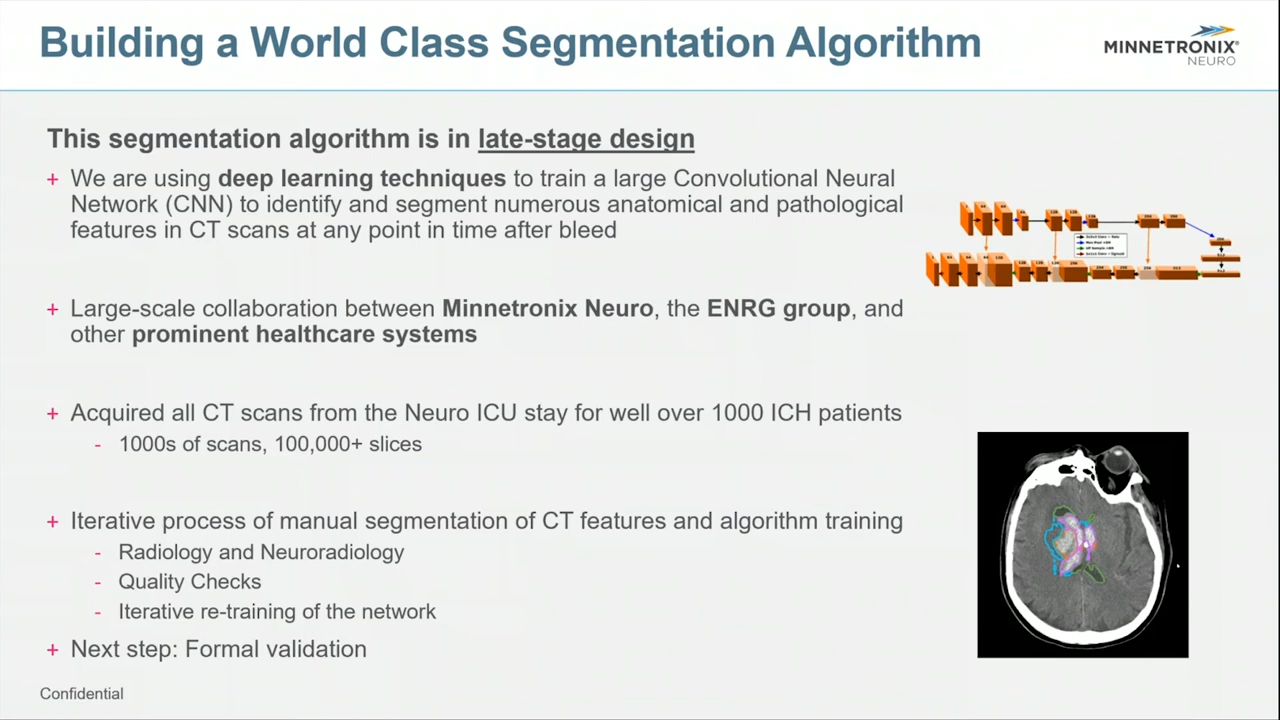 Building a World Class Segmentation Algorithm
MINNETRONIX®
NEURO
This segmentation algorithm is in late-stage design
+ We are using deep learning techniques to train a large Convolutional Neural
Network (CNN) to identify and segment numerous anatomical and pathological
features in CT scans at any point in time after bleed
+ Large-scale collaboration between Minnetronix Neuro, the ENRG group, and
other prominent healthcare systems
+ Acquired all CT scans from the Neuro ICU stay for well over 1000 ICH patients
- 1000s of scans, 100,000+ slices
+ Iterative process of manual segmentation of CT features and algorithm training
- Radiology and Neuroradiology
- Quality Checks
- Iterative re-training of the network
+ Next step: Formal validation
Confidential